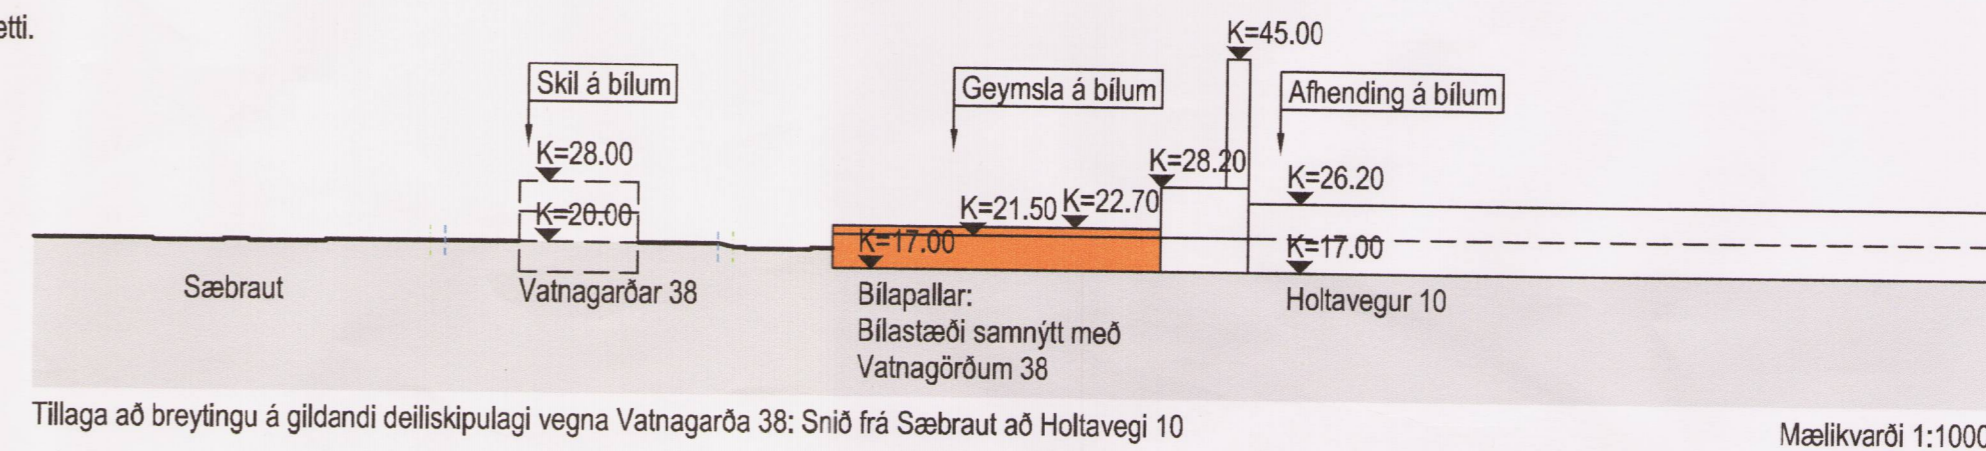 etti.
K=45.00
Skil á bílum
Geymsla á bílum
Afhending á bílum
K=28.00
K=28.20
K=26.20
K=20.00
K=21.50
K=22.70
K=17.00
K=17.00
Sæbraut
Vatnagarðar 38
Bílapallar:
Bílastæði samnýtt með
Vatnagörðum 38
Holtavegur 10
Tillaga að breytingu á gildandi deiliskipulagi vegna Vatnagarða 38: Snið frá Sæbraut að Holtavegi 10
Mælikvarði 1:1000